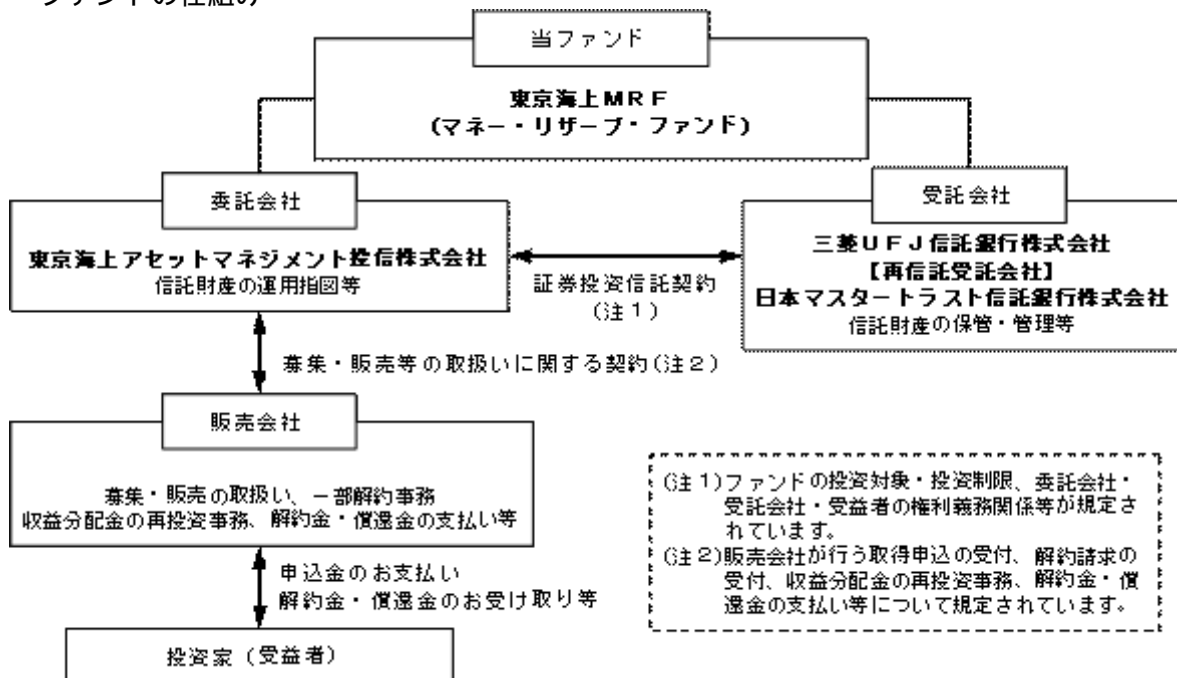 ファンドの仕組み
当ファンド
東京海上MRF
(マネー・リザーブ・ファンド)
委託会社
東京海上アセットマネジメント投信株式会社
信託財産の運用指図等
受託会社
三菱UFJ信託銀行株式会社
【再信託受託会社】
日本マスタートラスト信託銀行株式会社
信託財産の保管・管理等
証券投資信託契約
(注1)
募集・販売等の取扱いに関する契約(注2)
販売会社
募集・販売の取扱い、一部解約事務
収益分配金の再投資事務、解約金・償還金の支払い等
申込金のお支払い
解約金・償還金のお受け取り等
投資家(受益者)
(注1)ファンドの投資対象・投資制限、委託会社・
受託会社・受益者の権利義務関係等が規定さ
れています。
(注2)販売会社が行う取得申込の受付、解約請求の
受付、収益分配金の再投資事務、解約金・償
還金の支払い等について規定されています。